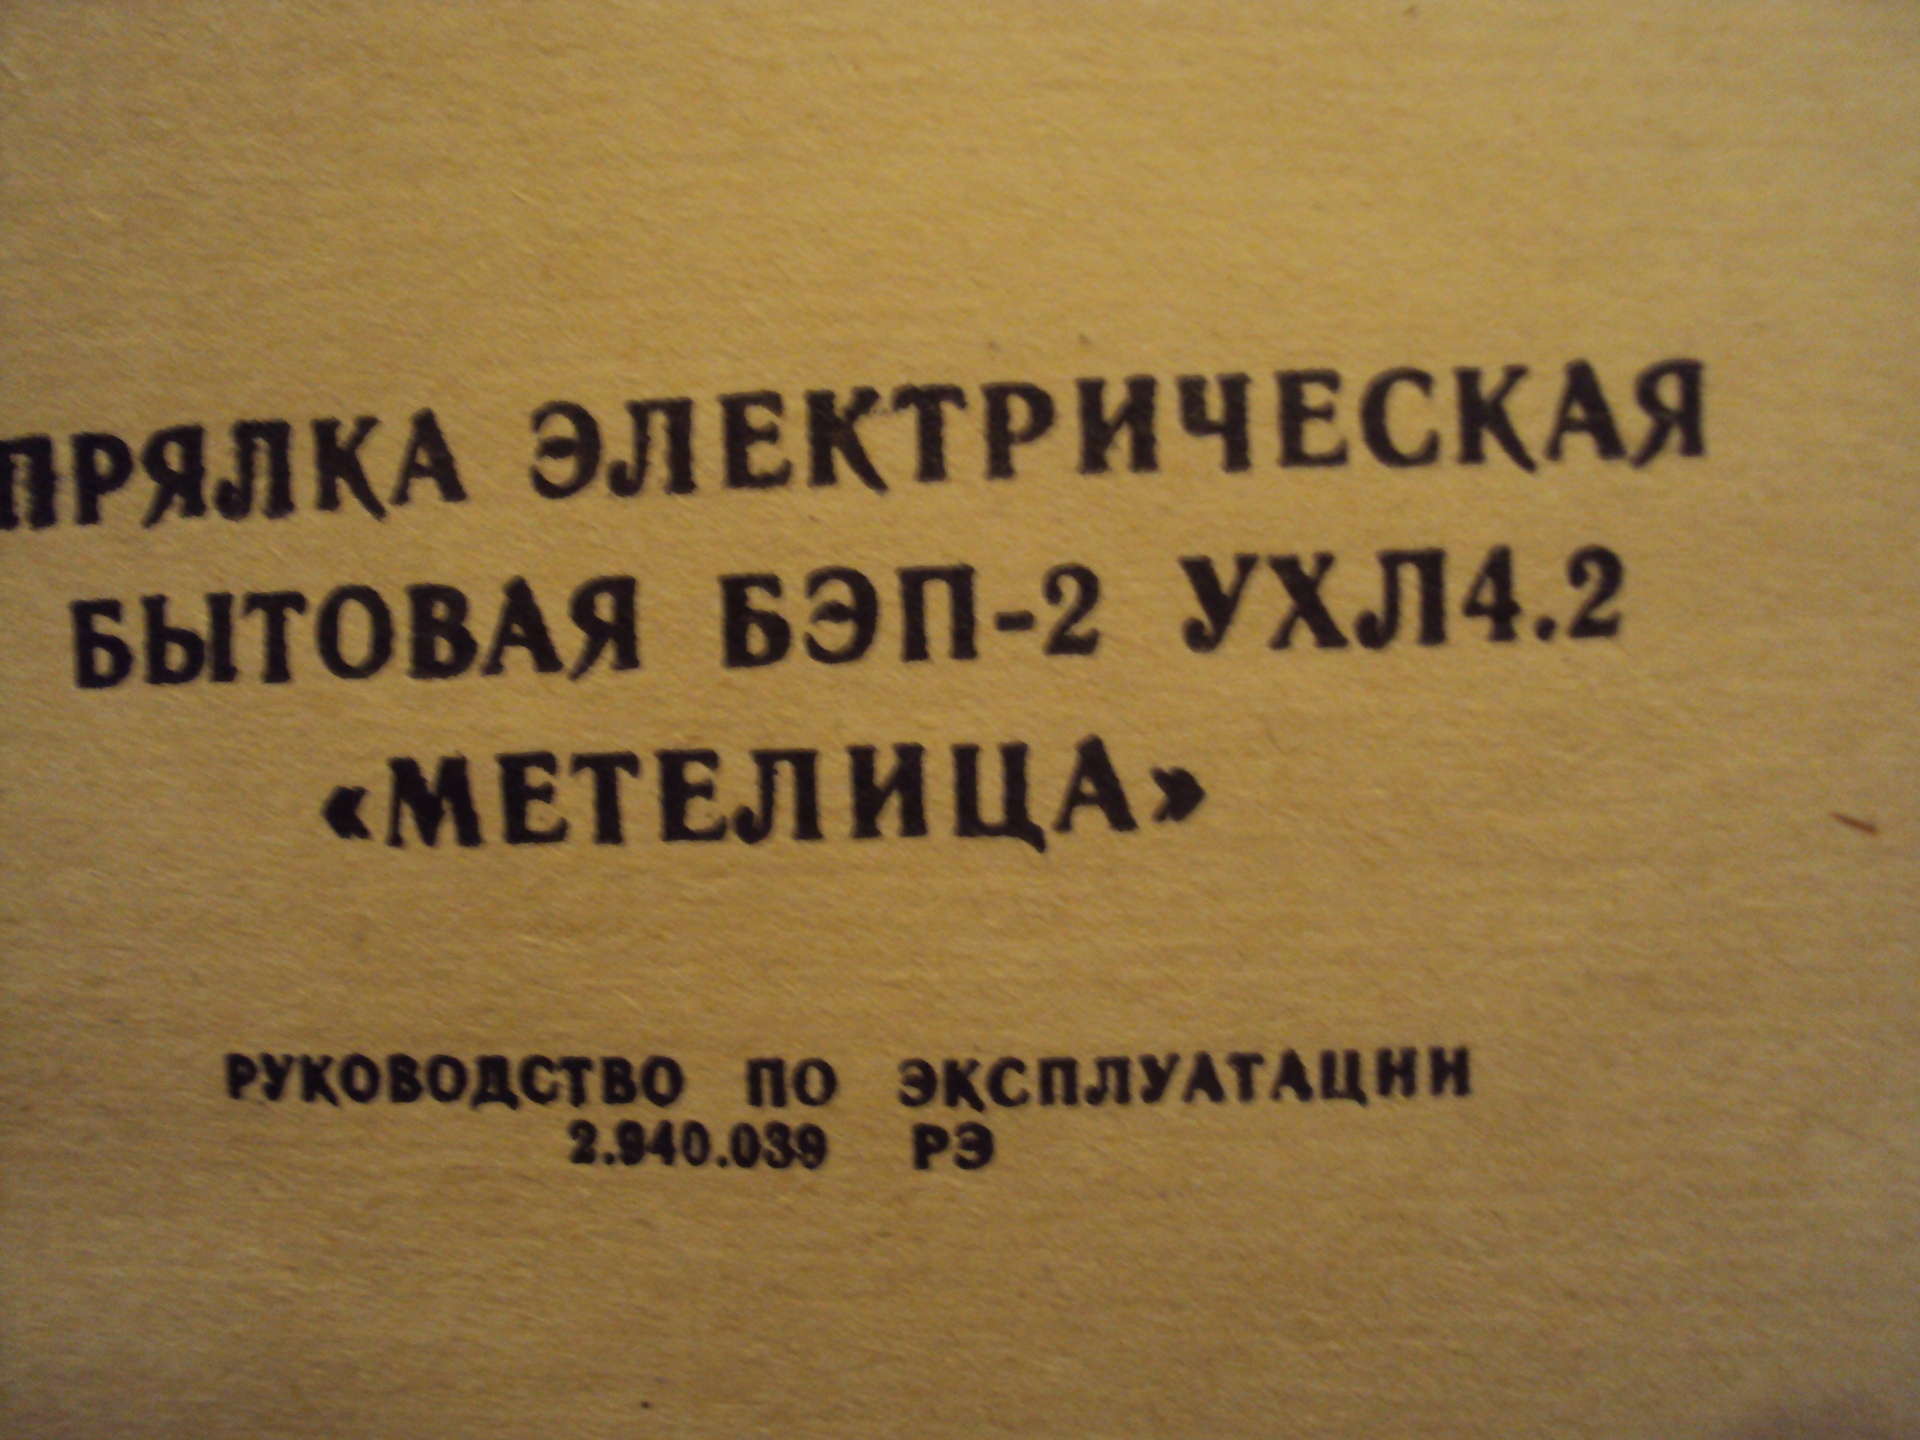 ПРЯЛКА ЭЛЕКТРИЧЕСКАЯ
БЫТОВАЯ БЭП-2 УХЛ4.2
«МЕТЕЛИЦА»
РУКОВОДСТВО ПО ЭКСПЛУАТАЦИИ
2.940.039 РЭ